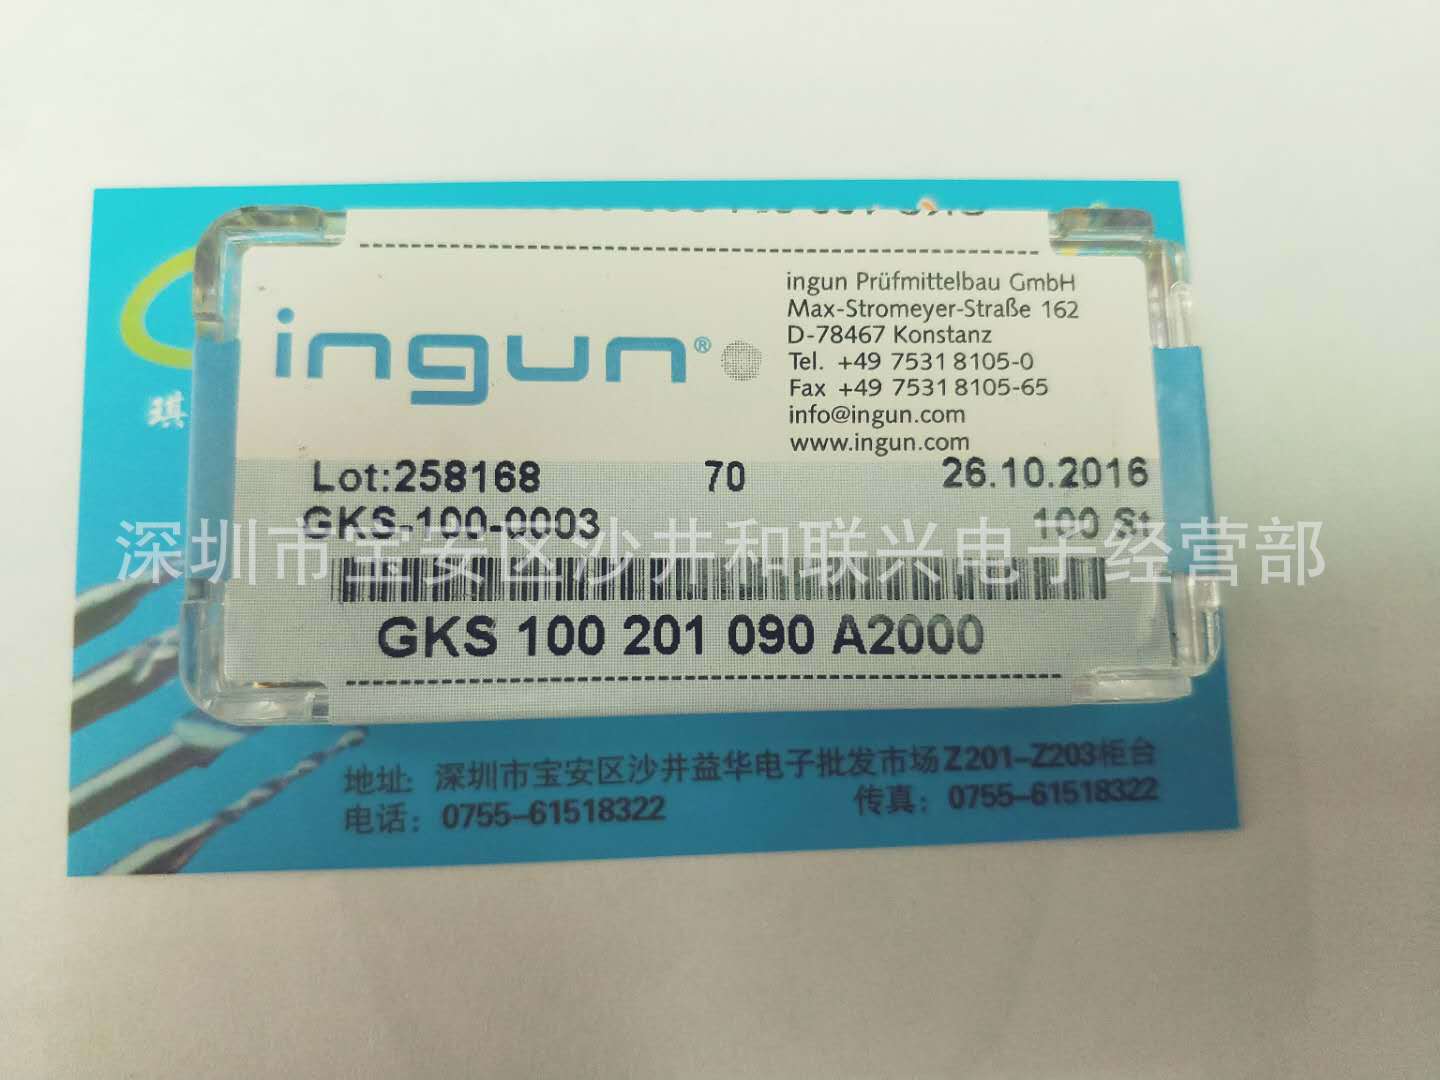 ingun®
ingun Prüfmittelbau GmbH
Max-Stromeyer-Straße 162
D-78467 Konstanz
Tel. +49 7531 8105-0
Fax +49 7531 8105-65
info@ingun.com
www.ingun.com
Lot:258168 70 26.10.2016
GKS-100-0003 100 St
深圳市宝安区沙井和联兴电子经营部
GKS 100 201 090 A2000
琪
地址: 深圳市宝安区沙井益华电子批发市场Z201-Z203柜台
电话: 0755-61518322 传真: 0755-61518322